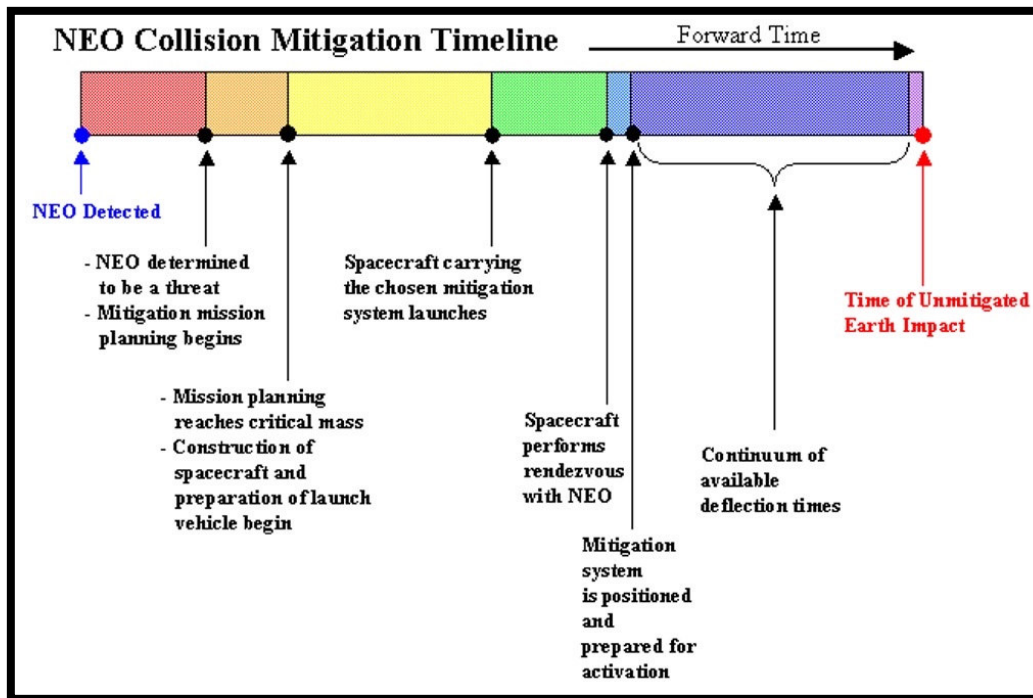 NEO Collision Mitigation Timeline
Forward Time
NEO Detected
- NEO determined
to be a threat
- Mitigation mission
planning begins
- Mission planning
reaches critical mass
- Construction of
spacecraft and
preparation of launch
vehicle begin
Spacecraft carrying
the chosen mitigation
system launches
Spacecraft
performs
rendezvous
with NEO
Mitigation
system
is positioned
and
prepared for
activation
Continuum of
available
deflection times
Time of Unmitigated
Earth Impact